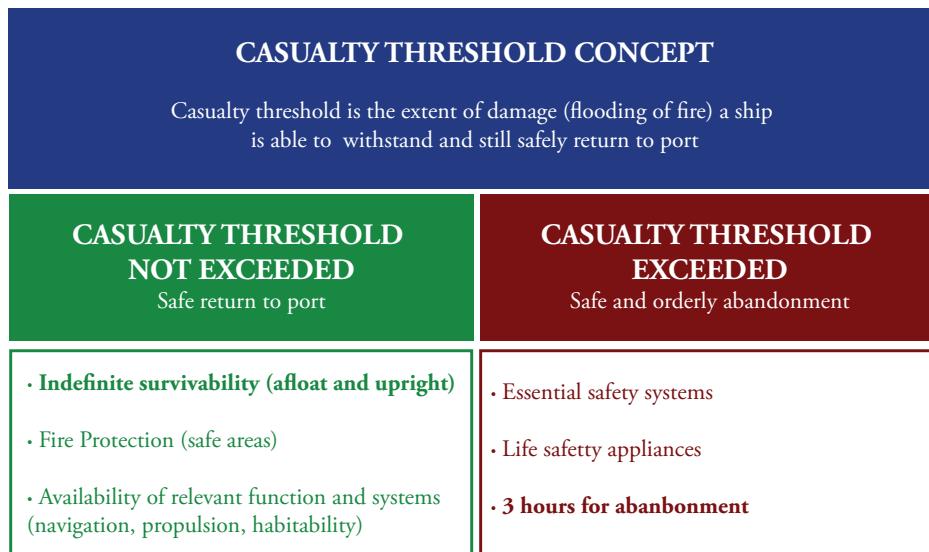 CASUALTY THRESHOLD CONCEPT
Casualty threshold is the extent of damage (flooding of fire) a ship
is able to withstand and still safely return to port
CASUALTY THRESHOLD
NOT EXCEEDED
Safe return to port
CASUALTY THRESHOLD
EXCEEDED
Safe and orderly abandonment
· Indefinite survivability (afloat and upright)
· Fire Protection (safe areas)
· Availability of relevant function and systems
(navigation, propulsion, habitability)
· Essential safety systems
· Life safetty appliances
· 3 hours for abanbonment